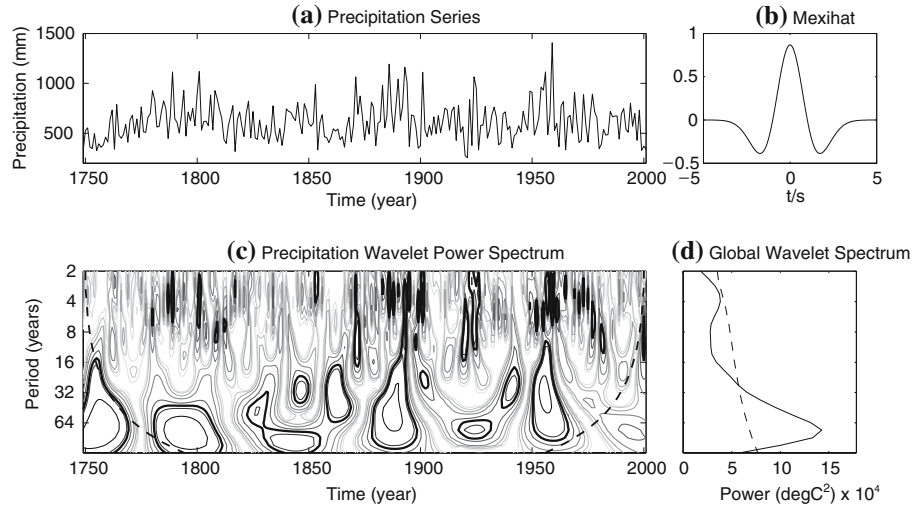 (a) Precipitation Series
Precipitation (mm)
1500
1000
500
1750 1800 1850 1900 1950 2000
Time (year)
(b) Mexihat
1
0.5
0
−0.5
−5 0 5
t/s
(c) Precipitation Wavelet Power Spectrum
Period (years)
2
4
8
16
32
64
1750 1800 1850 1900 1950 2000
Time (year)
(d) Global Wavelet Spectrum
0 5 10 15
Power (degC²) x 10⁴